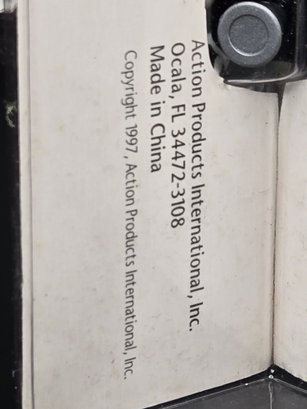 Action Products International, Inc.
Ocala, FL 34472-3108
Made in China
Copyright 1997, Action Products International, Inc.